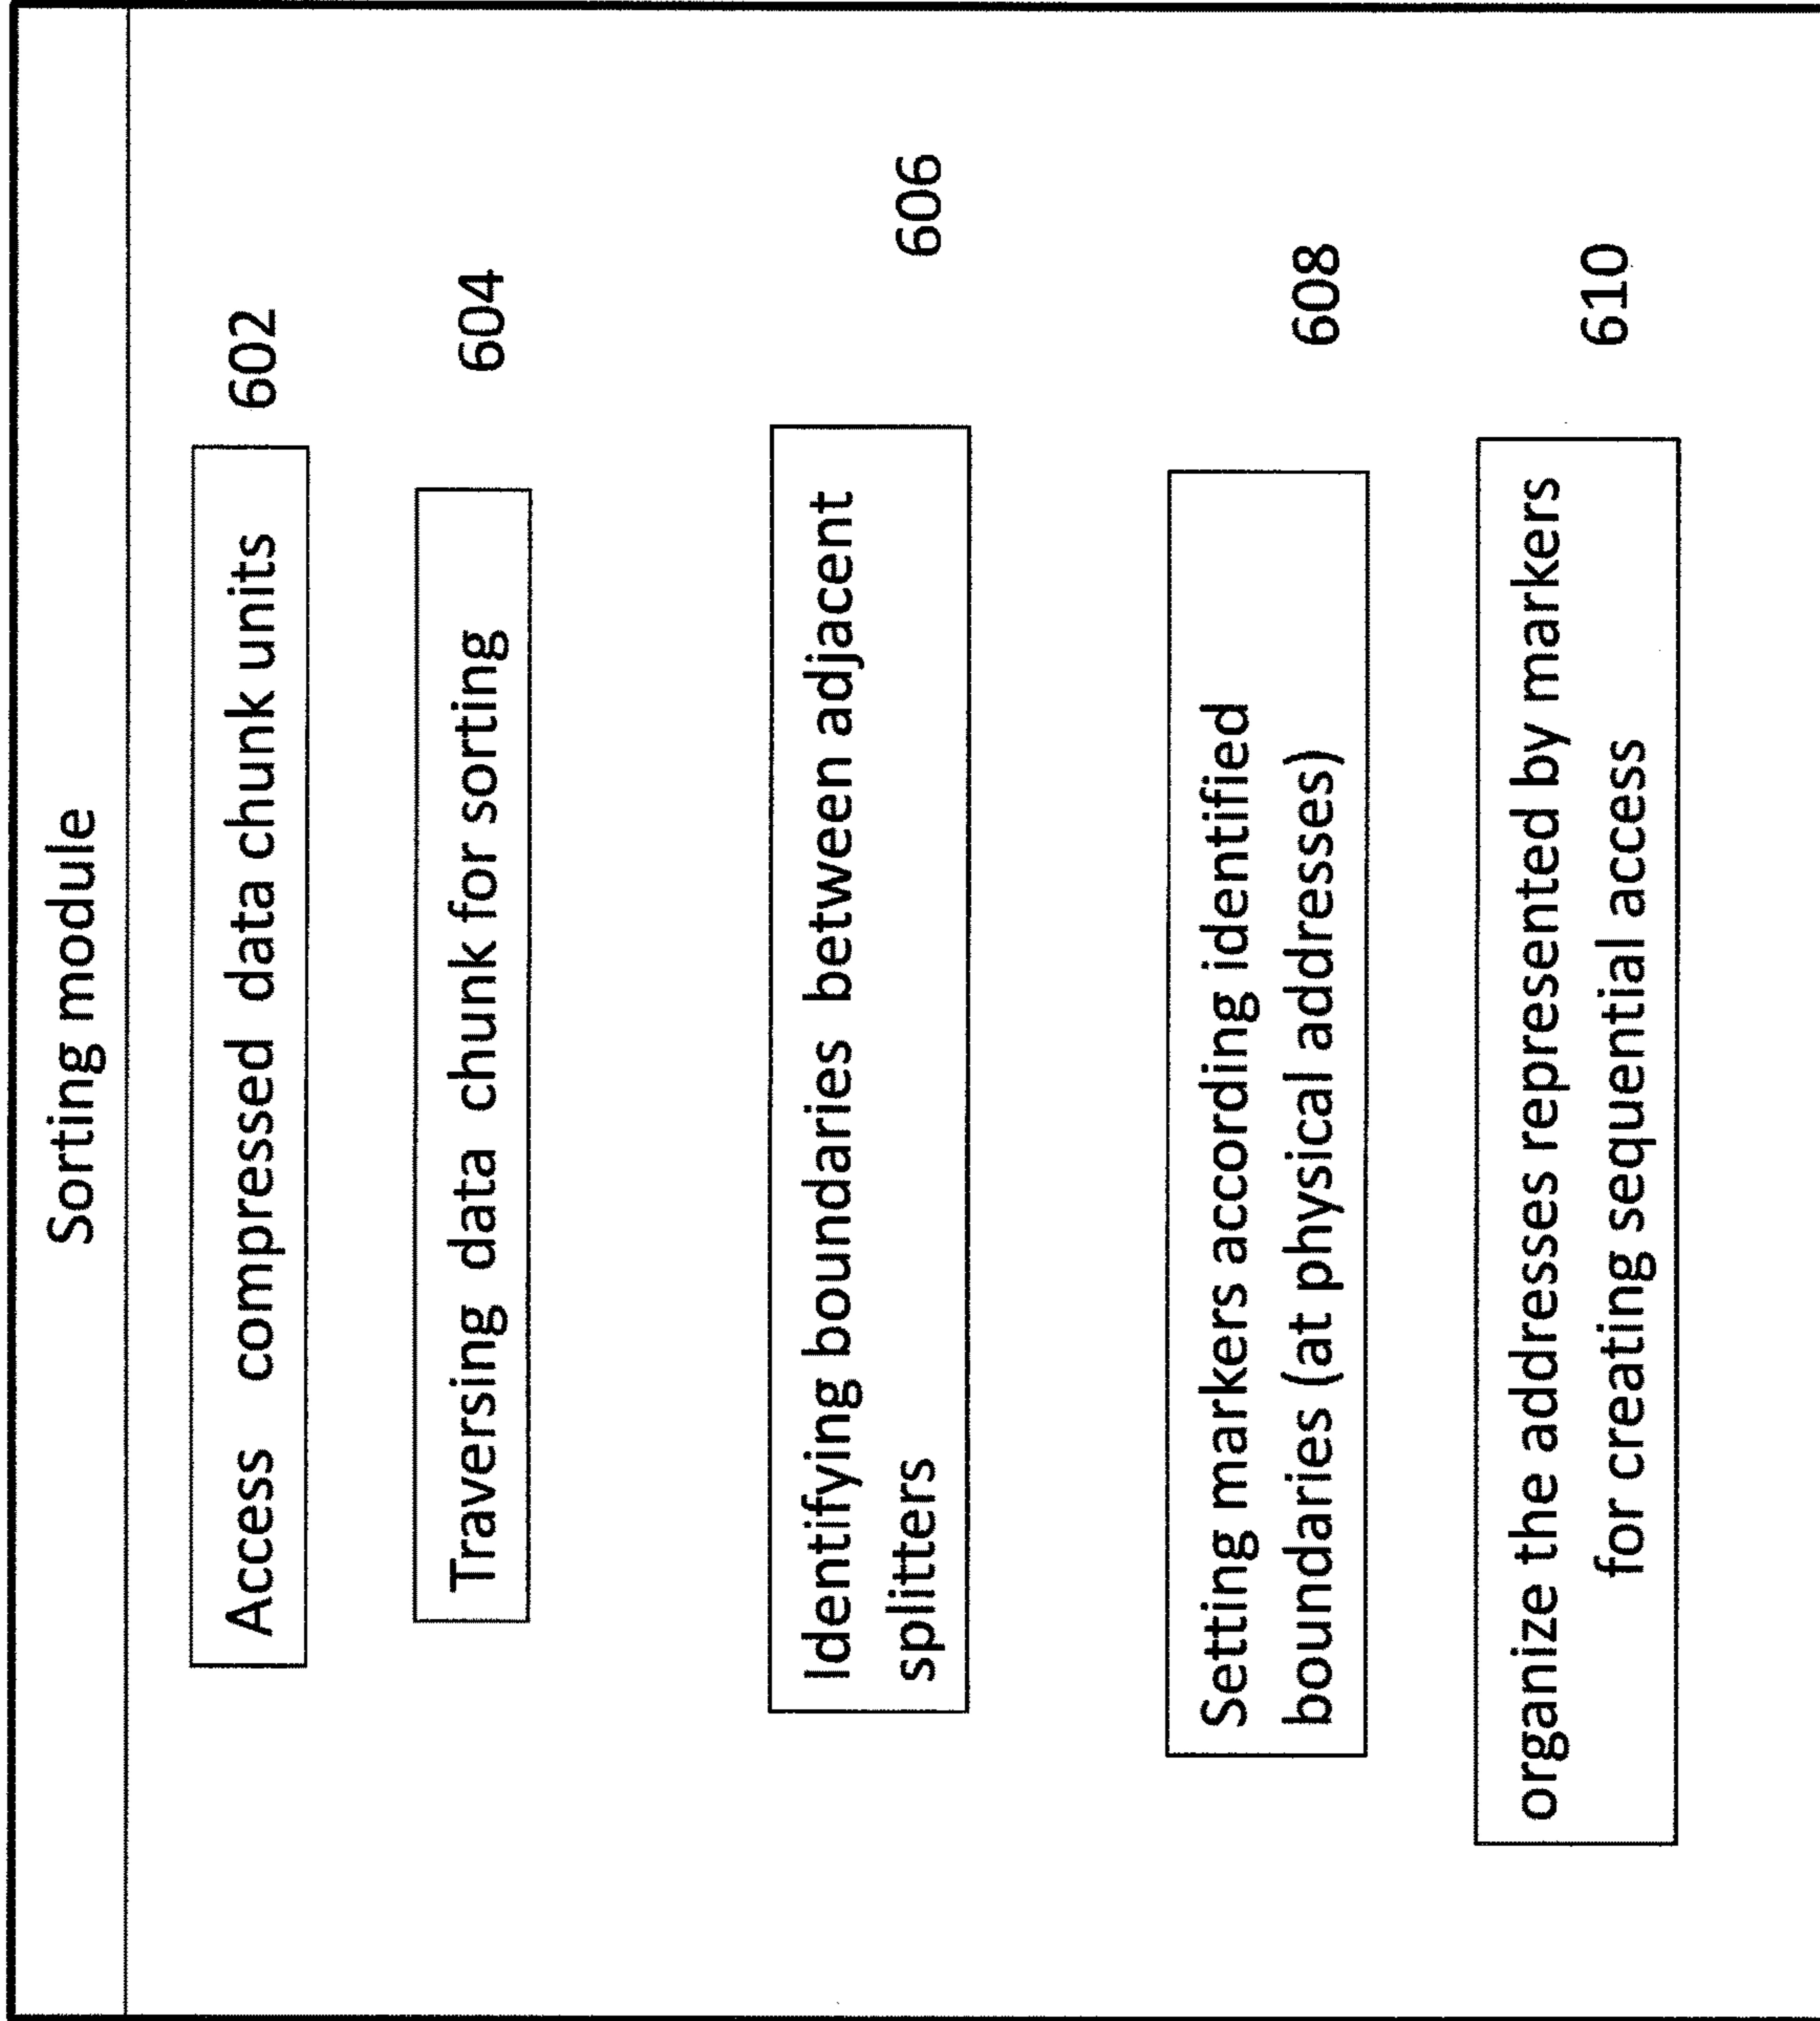 Sorting module
Access compressed data chunk units
602
Traversing data chunk for sorting
604
Identifying boundaries between adjacent
splitters
606
Setting markers according identified
boundaries (at physical addresses)
608
organize the addresses represented by markers
for creating sequential access
610